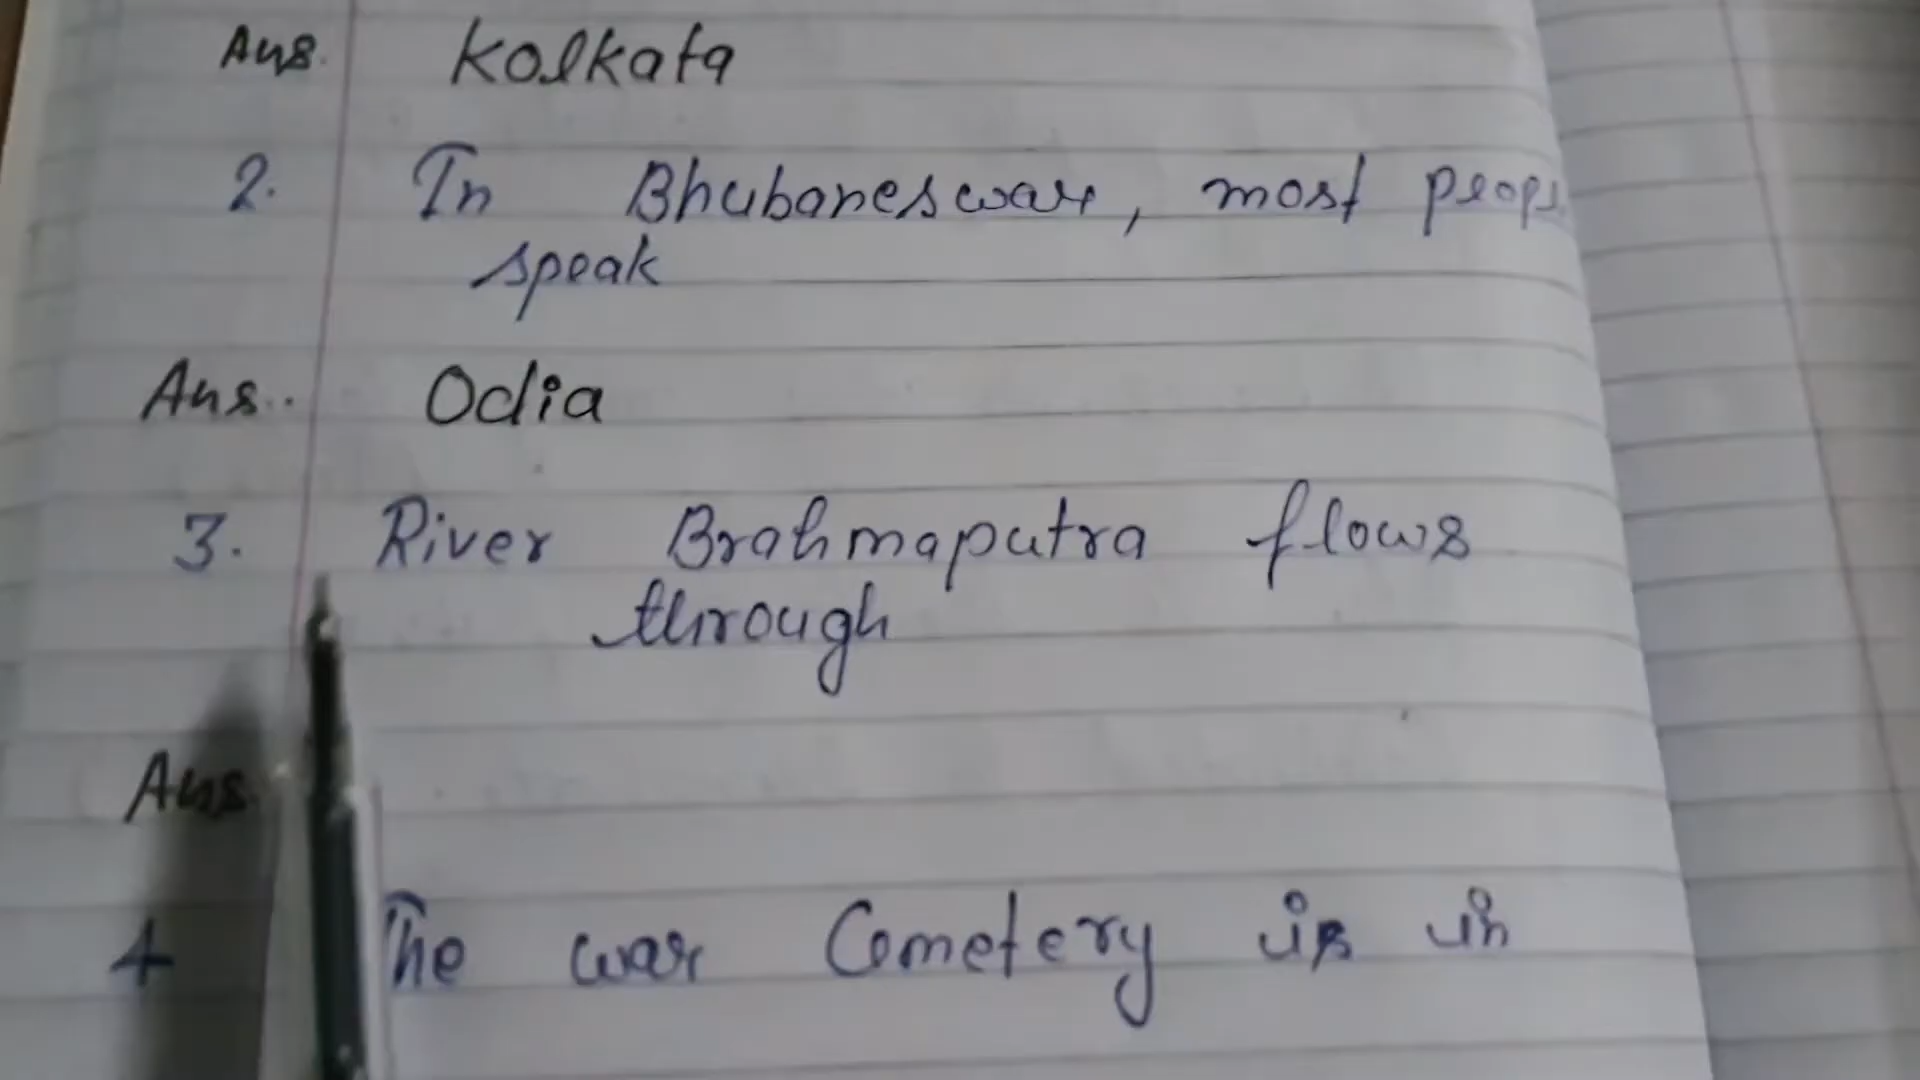 Ans. Kolkata
2. In Bhubaneswar, most peopl
speak
Ans.. Odia
3. River Brahmaputra flows
through
Ans.
4 The war Cemetery is in